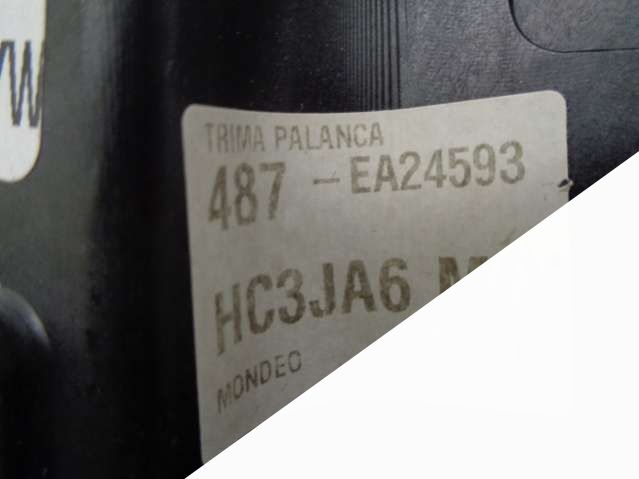 TRIMA PALANCA
487 - EA24593
HC3JA6
MONDEO